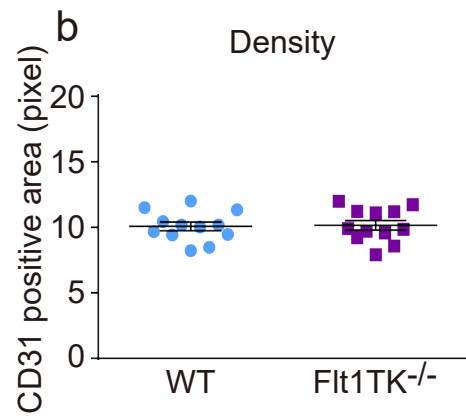 b
Density
CD31 positive area (pixel)
20
15
10
5
0
WT
Flt1TK-/-